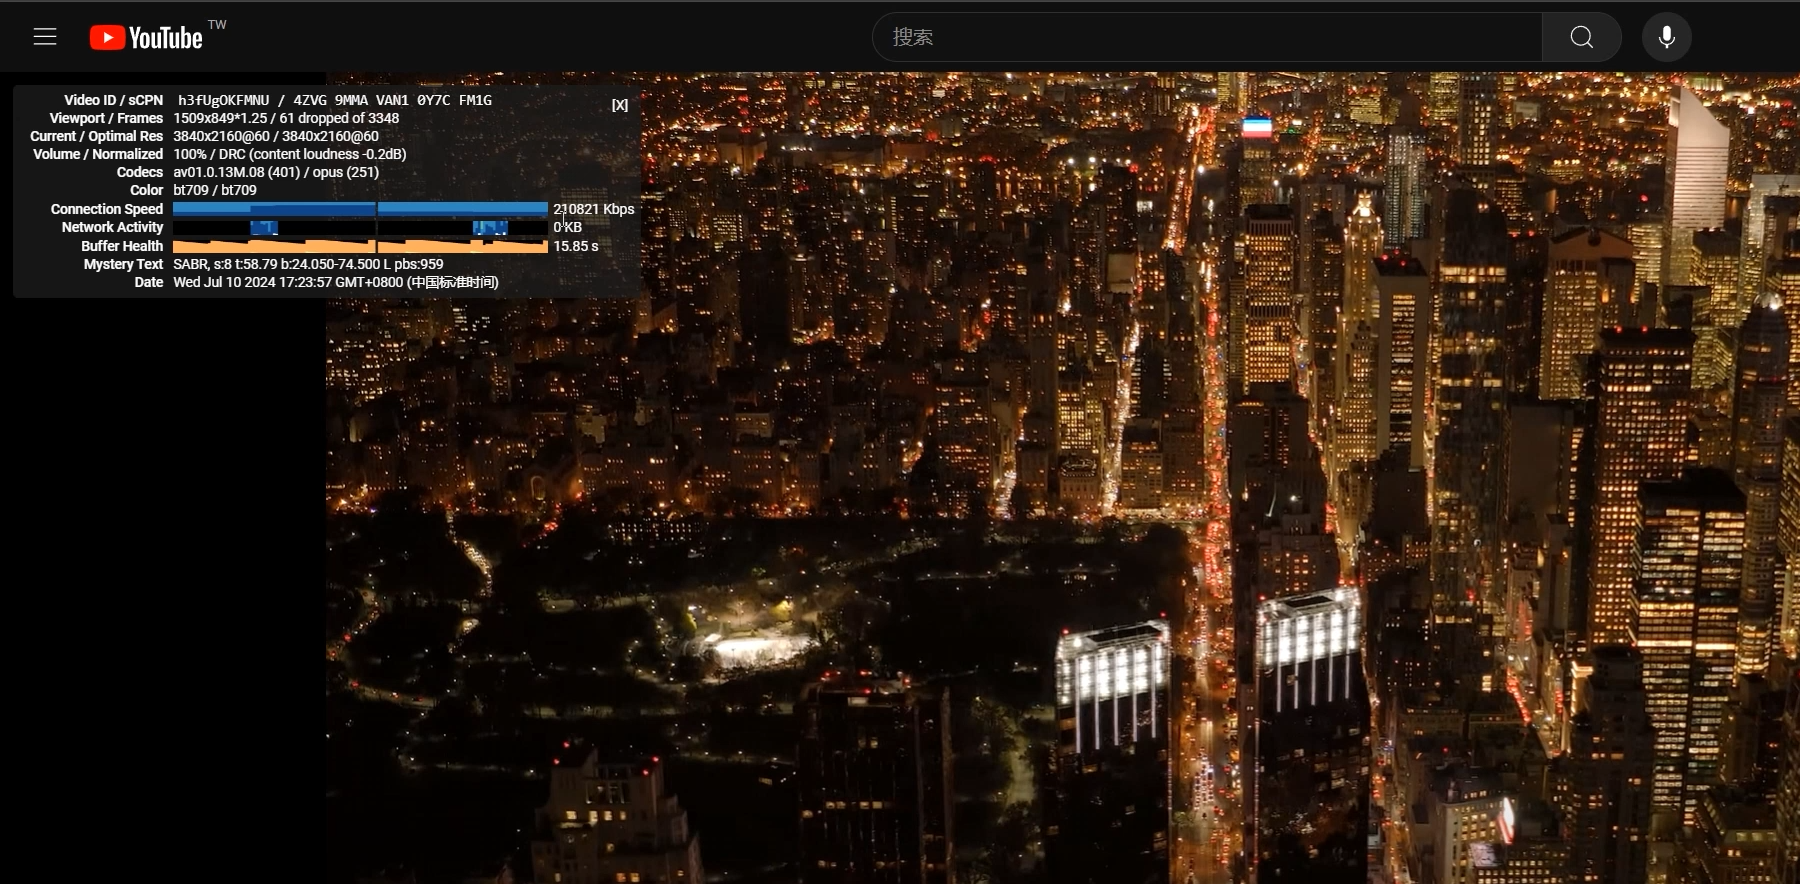 YouTube TW
搜索
Video ID / sCPN h3fUgOKFMNU / 4ZVG 9MMA VAN1 0Y7C FM1G [X]
Viewport / Frames 1509x849*1.25 / 61 dropped of 3348
Current / Optimal Res 3840x2160@60 / 3840x2160@60
Volume / Normalized 100% / DRC (content loudness -0.2dB)
Codecs av01.0.13M.08 (401) / opus (251)
Color bt709 / bt709
Connection Speed 210821 Kbps
Network Activity 0 KB
Buffer Health 15.85 s
Mystery Text SABR, s:8 t:58.79 b:24.050-74.500 L pbs:959
Date Wed Jul 10 2024 17:23:57 GMT+0800 (中国标准时间)